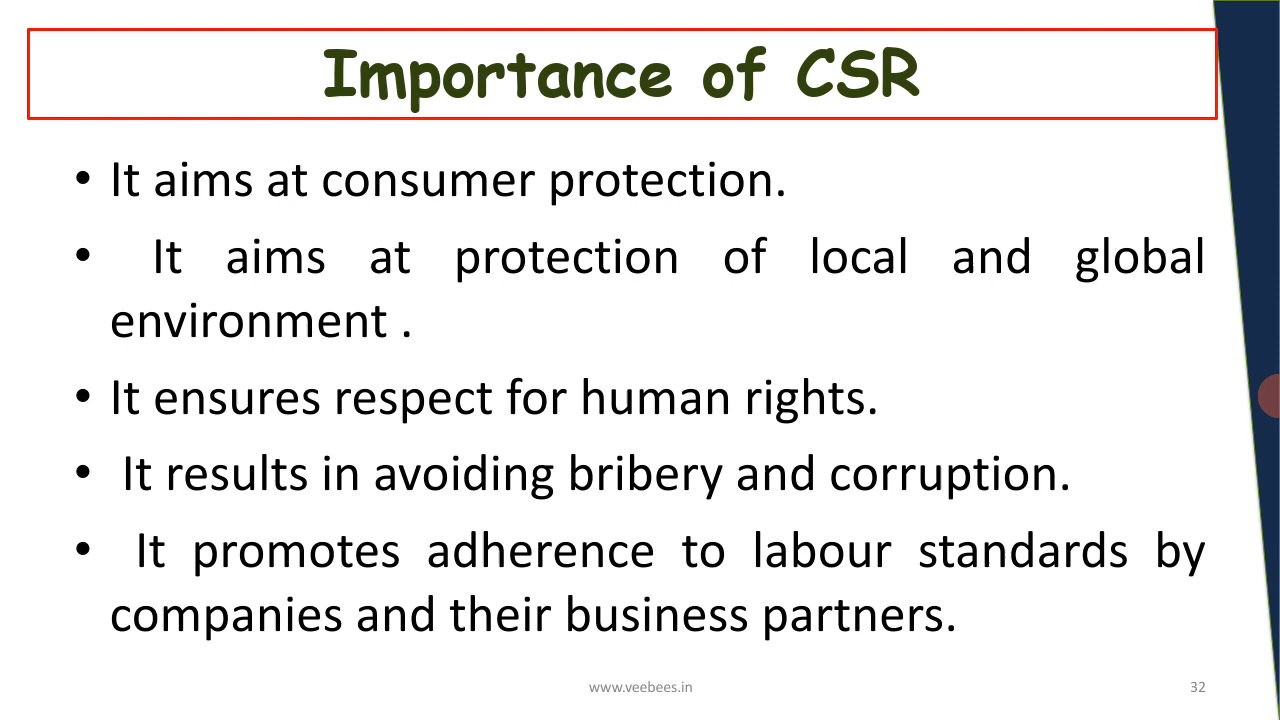 Importance of CSR
• It aims at consumer protection.
• It aims at protection of local and global
environment .
• It ensures respect for human rights.
• It results in avoiding bribery and corruption.
• It promotes adherence to labour standards by
companies and their business partners.
www.veebees.in
32